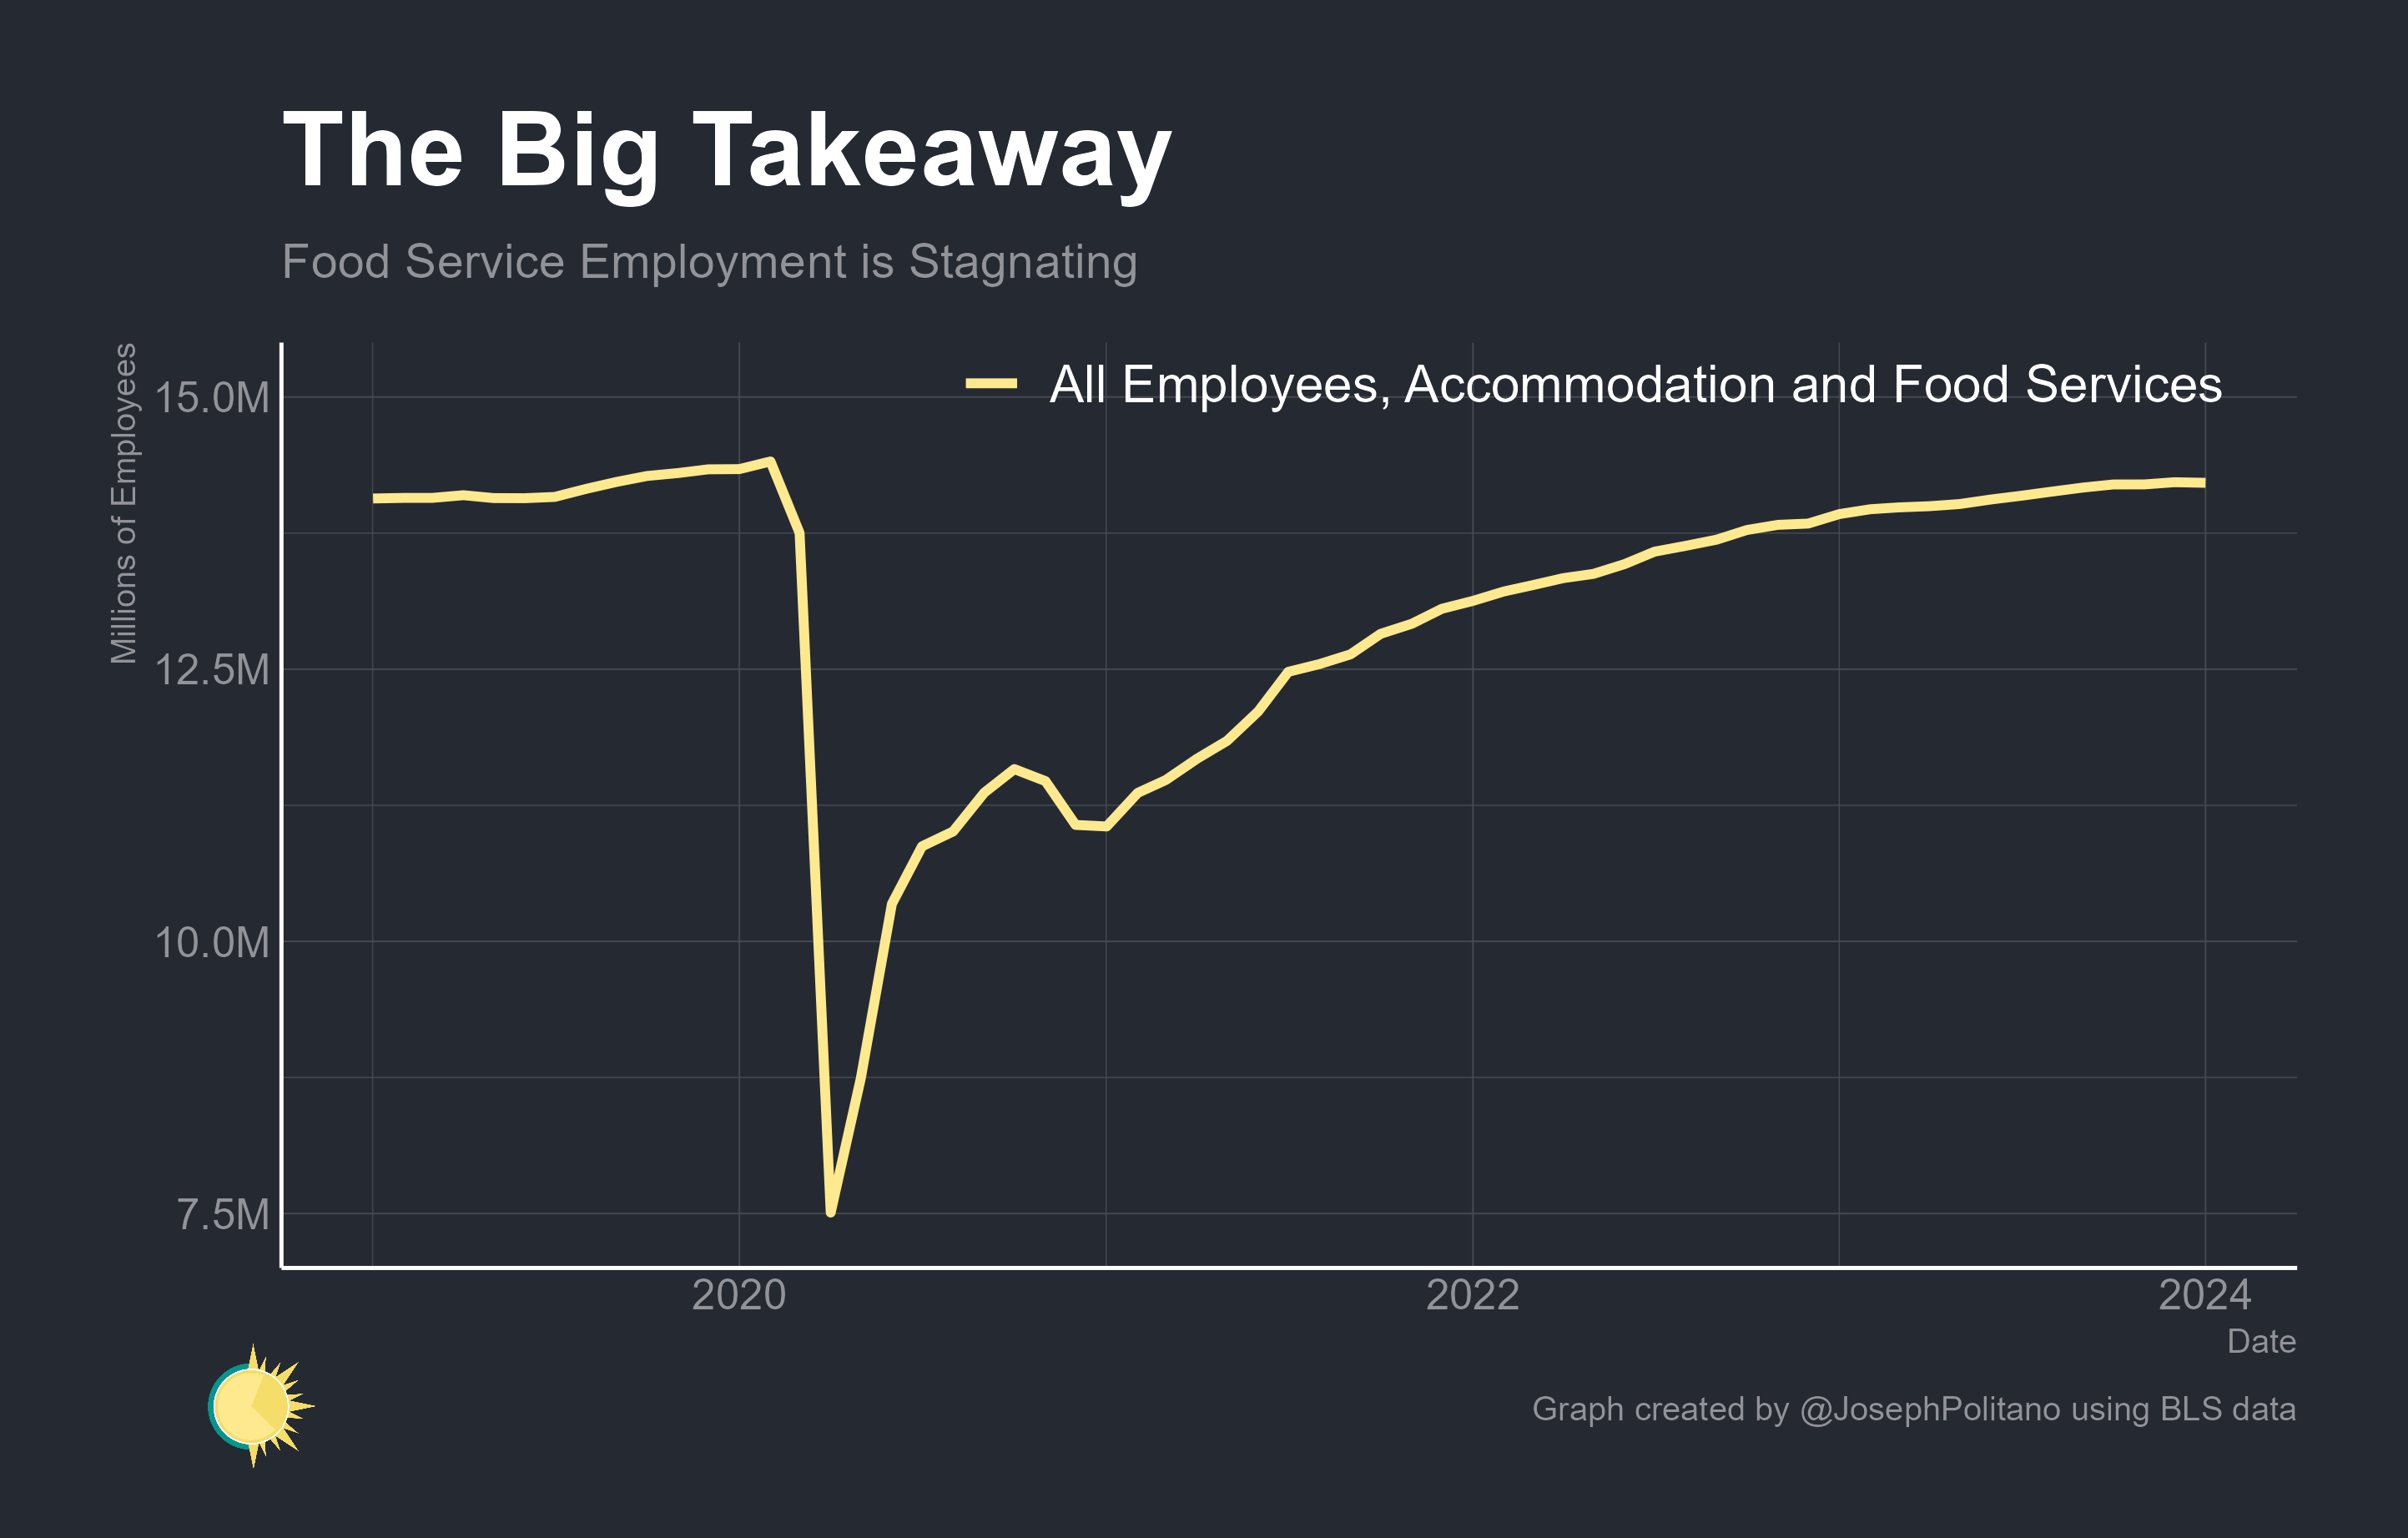 The Big Takeaway
Food Service Employment is Stagnating
Millions of Employees
All Employees, Accommodation and Food Services
15.0M
12.5M
10.0M
7.5M
2020
2022
2024
Date
Graph created by @JosephPolitano using BLS data